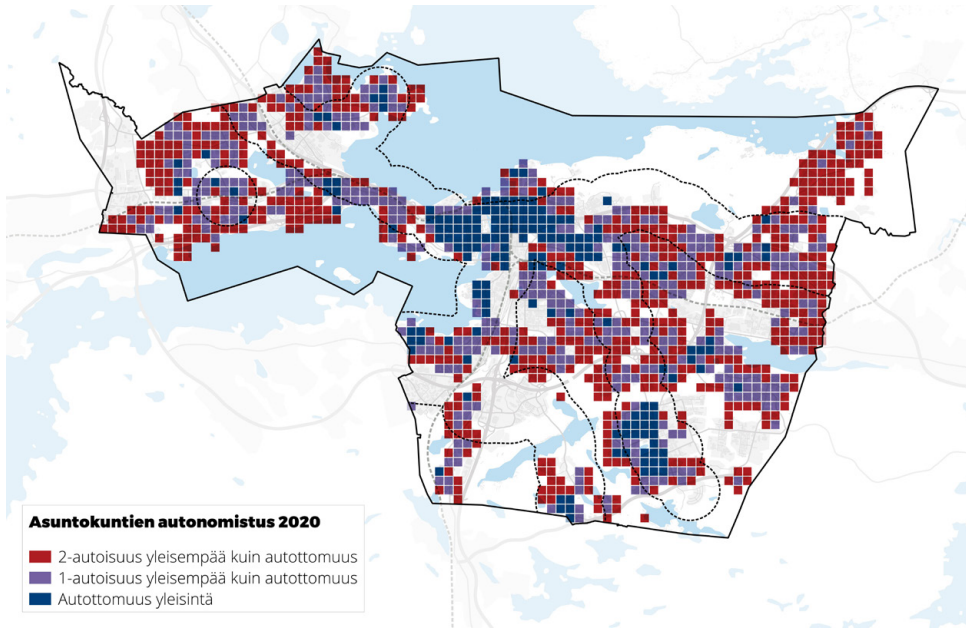 Asuntokuntien autonomistus 2020
2-autoisuus yleisempää kuin autottomuus
1-autoisuus yleisempää kuin autottomuus
Autottomuus yleisintä